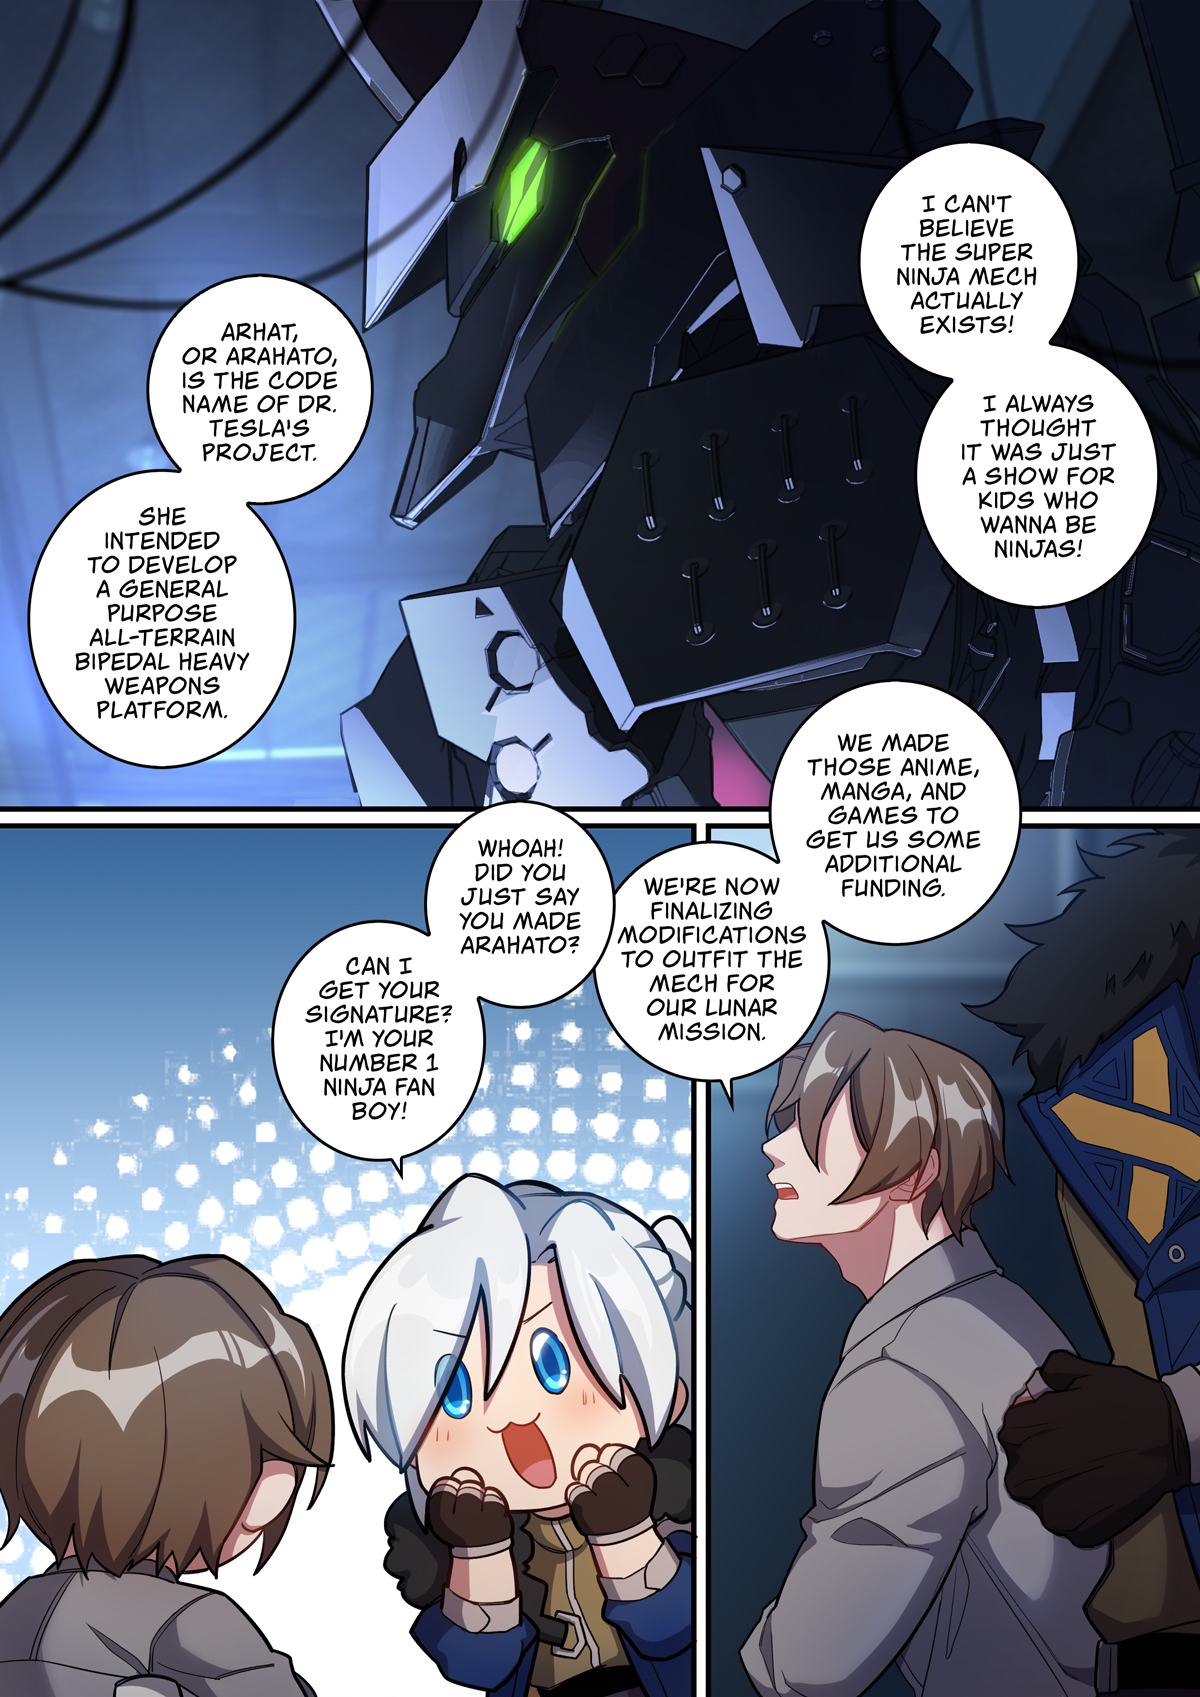 I CAN'T
BELIEVE
THE SUPER
NINJA MECH
ACTUALLY
EXISTS!
I ALWAYS
THOUGHT
IT WAS JUST
A SHOW FOR
KIDS WHO
WANNA BE
NINJAS!
ARHAT,
OR ARAHATO,
IS THE CODE
NAME OF DR.
TESLA'S
PROJECT.
SHE
INTENDED
TO DEVELOP
A GENERAL
PURPOSE
ALL-TERRAIN
BIPEDAL HEAVY
WEAPONS
PLATFORM.
WE MADE
THOSE ANIME,
MANGA, AND
GAMES TO
GET US SOME
ADDITIONAL
FUNDING.
WE'RE NOW
FINALIZING
MODIFICATIONS
TO OUTFIT THE
MECH FOR
OUR LUNAR
MISSION.
WHOAH!
DID YOU
JUST SAY
YOU MADE
ARAHATO?
CAN I
GET YOUR
SIGNATURE?
I'M YOUR
NUMBER 1
NINJA FAN
BOY!